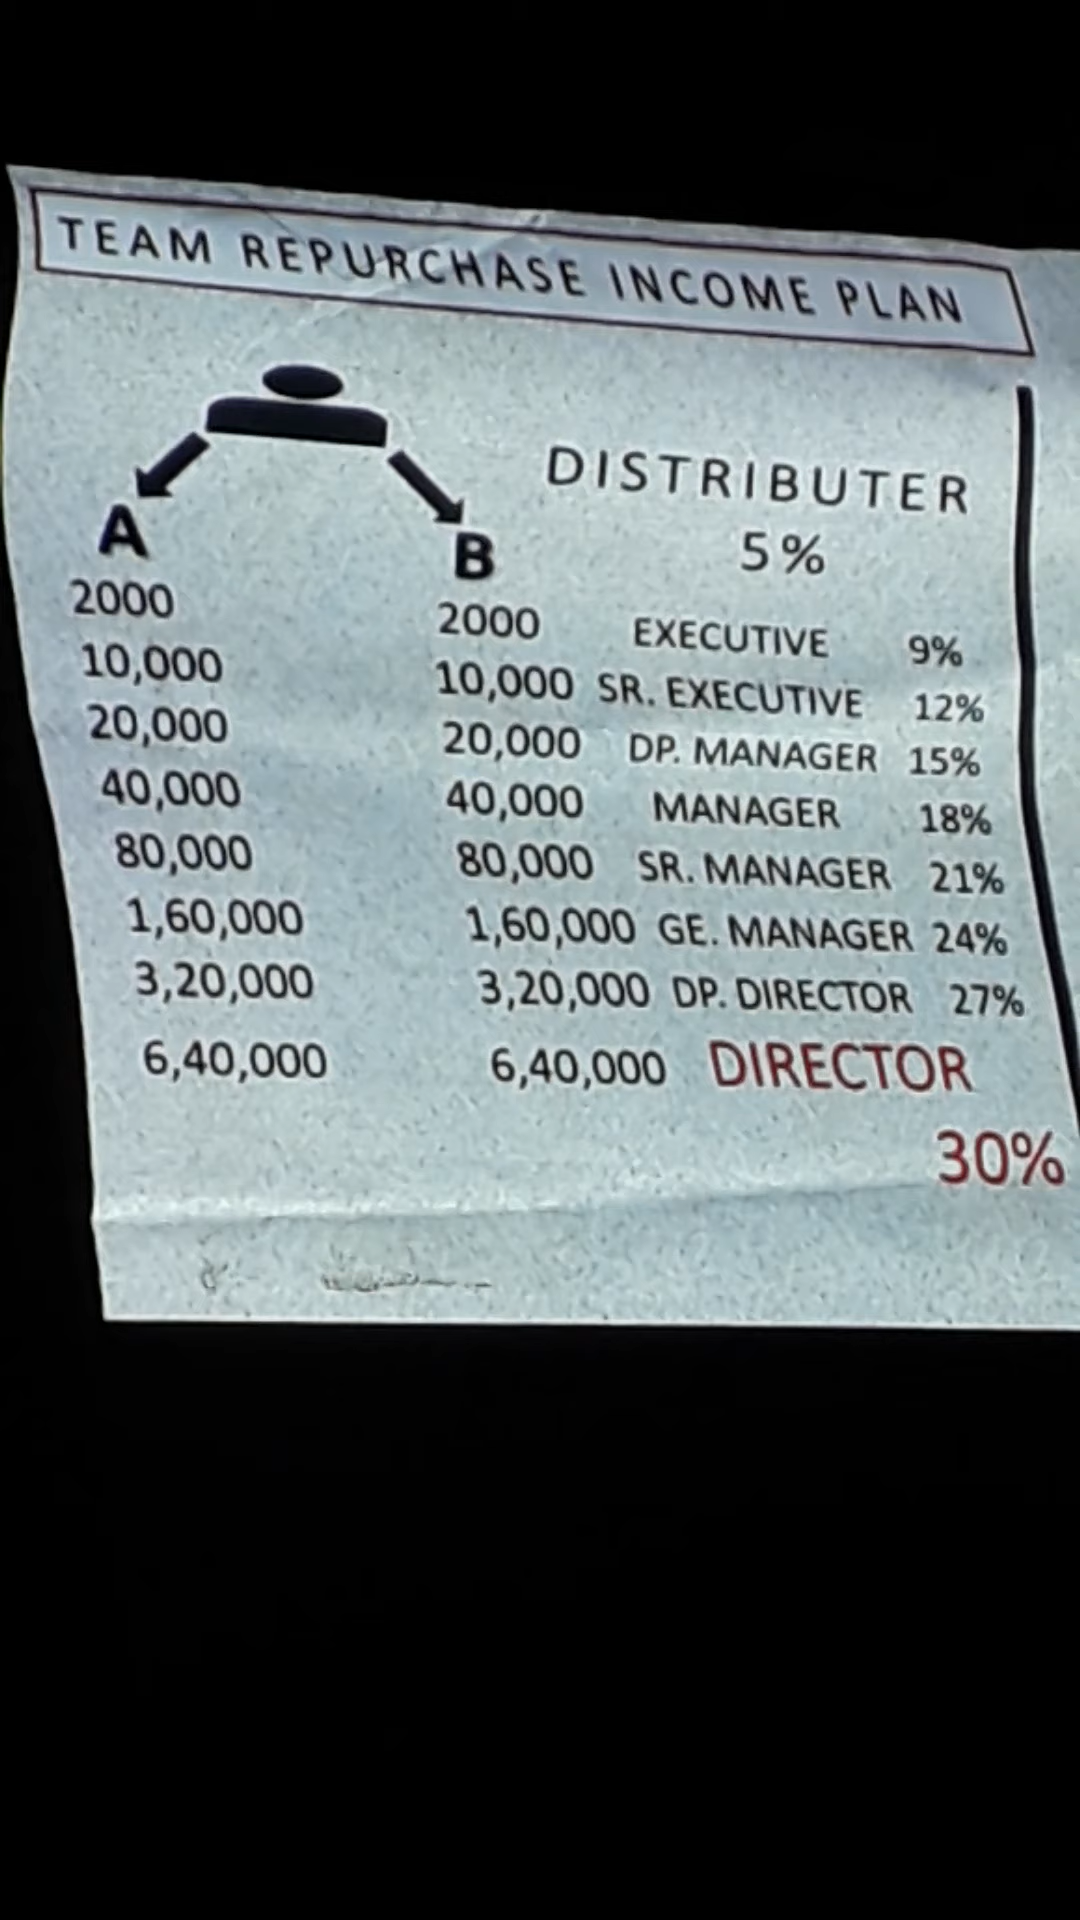 TEAM REPURCHASE INCOME PLAN
DISTRIBUTER
5%
A B
2000 2000 EXECUTIVE 9%
10,000 10,000 SR. EXECUTIVE 12%
20,000 20,000 DP. MANAGER 15%
40,000 40,000 MANAGER 18%
80,000 80,000 SR. MANAGER 21%
1,60,000 1,60,000 GE. MANAGER 24%
3,20,000 3,20,000 DP. DIRECTOR 27%
6,40,000 6,40,000 DIRECTOR
30%